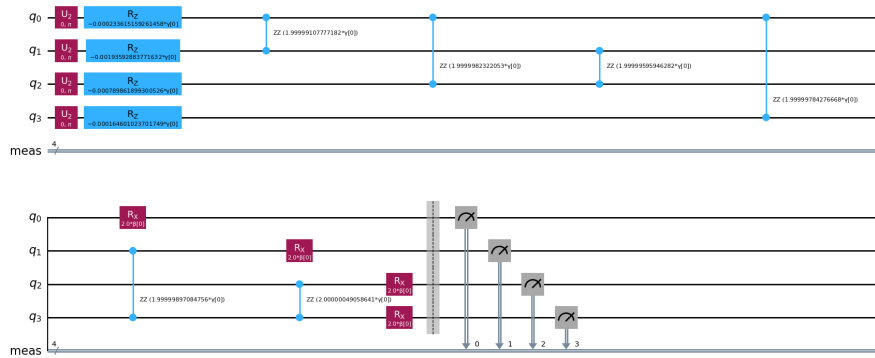 q0 U2 0, π RZ −0.000233615159261458*γ[0]
ZZ (1.99999107777182*γ[0])
q1 U2 0, π RZ −0.00193592883771632*γ[0]
ZZ (1.9999982322053*γ[0]) ZZ (1.99999595946282*γ[0])
q2 U2 0, π RZ −0.000789861899300526*γ[0]
ZZ (1.99999784276668*γ[0])
q3 U2 0, π RZ −0.000164601023701749*γ[0]
meas 4
q0 RX 2.0*β[0]
q1 RX 2.0*β[0]
q2 RX 2.0*β[0]
ZZ (1.99999897084756*γ[0]) ZZ (2.00000049058641*γ[0])
q3 RX 2.0*β[0]
meas 4 0 1 2 3